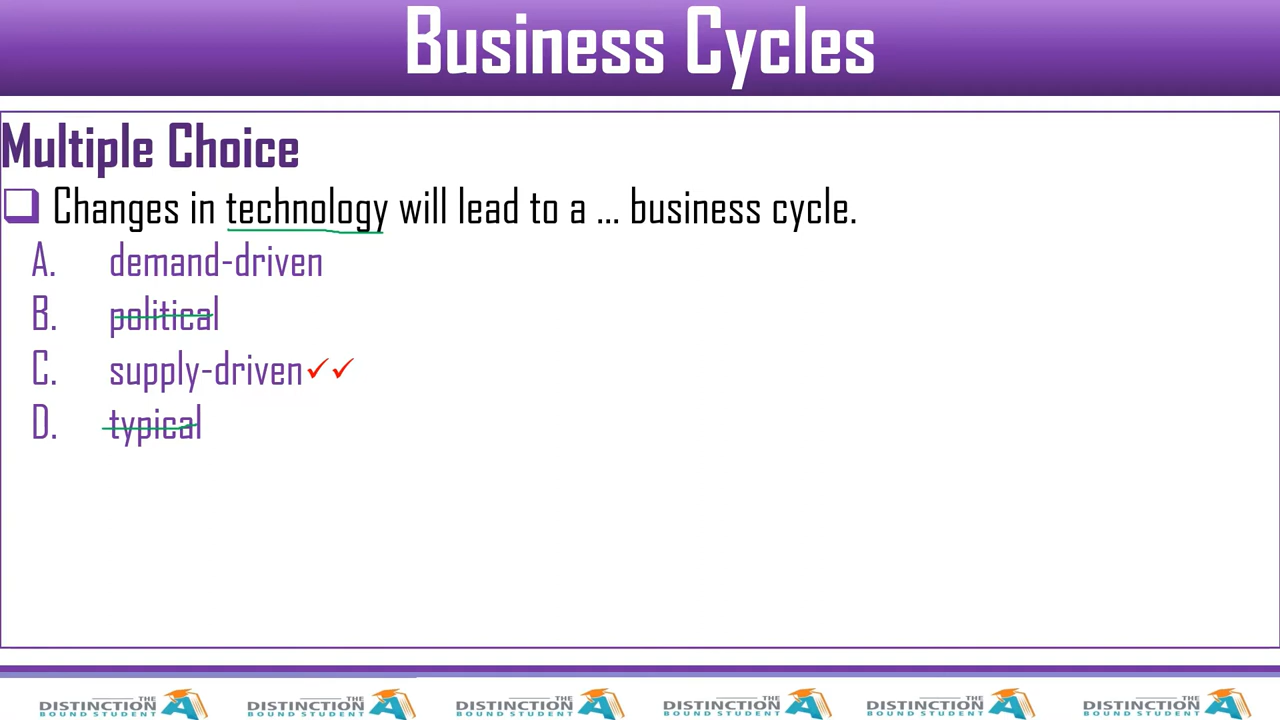 Business Cycles
Multiple Choice
Changes in technology will lead to a ... business cycle.
A. demand-driven
B. political
C. supply-driven
D. typical
THE DISTINCTION BOUND STUDENT THE DISTINCTION BOUND STUDENT THE DISTINCTION BOUND STUDENT THE DISTINCTION BOUND STUDENT THE DISTINCTION BOUND STUDENT THE DISTINCTION BOUND STUDENT